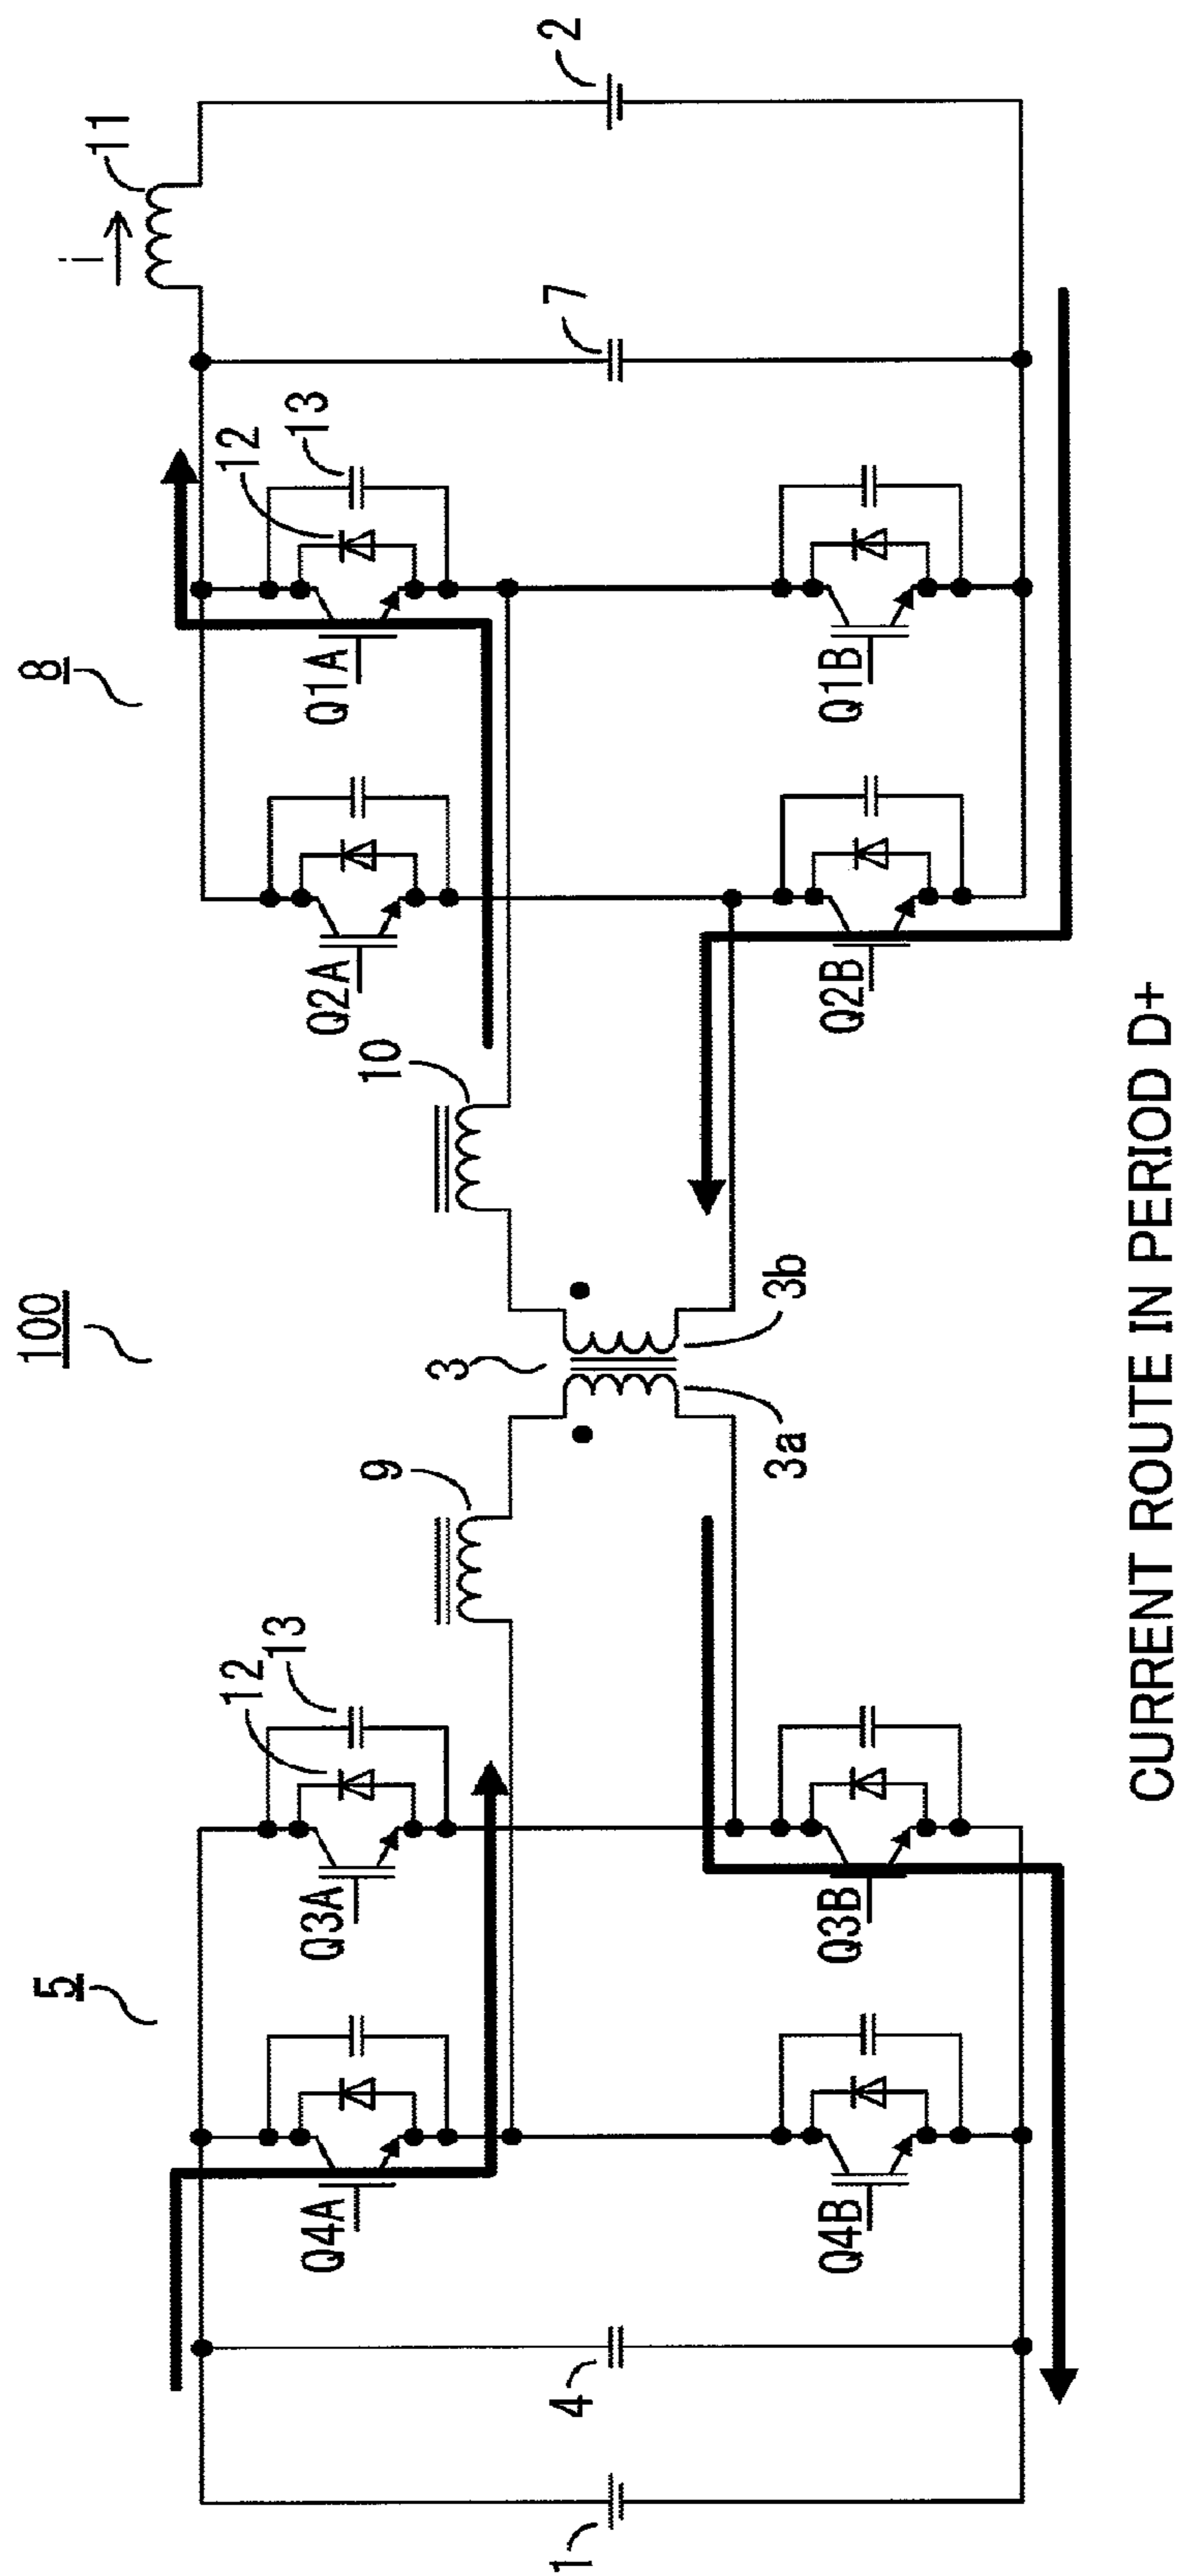 100
5
8
i
11
12
13
12
13
Q4A
Q3A
9
10
Q2A
Q1A
3
1
4
7
2
3a
3b
Q4B
Q3B
Q2B
Q1B
CURRENT ROUTE IN PERIOD D+